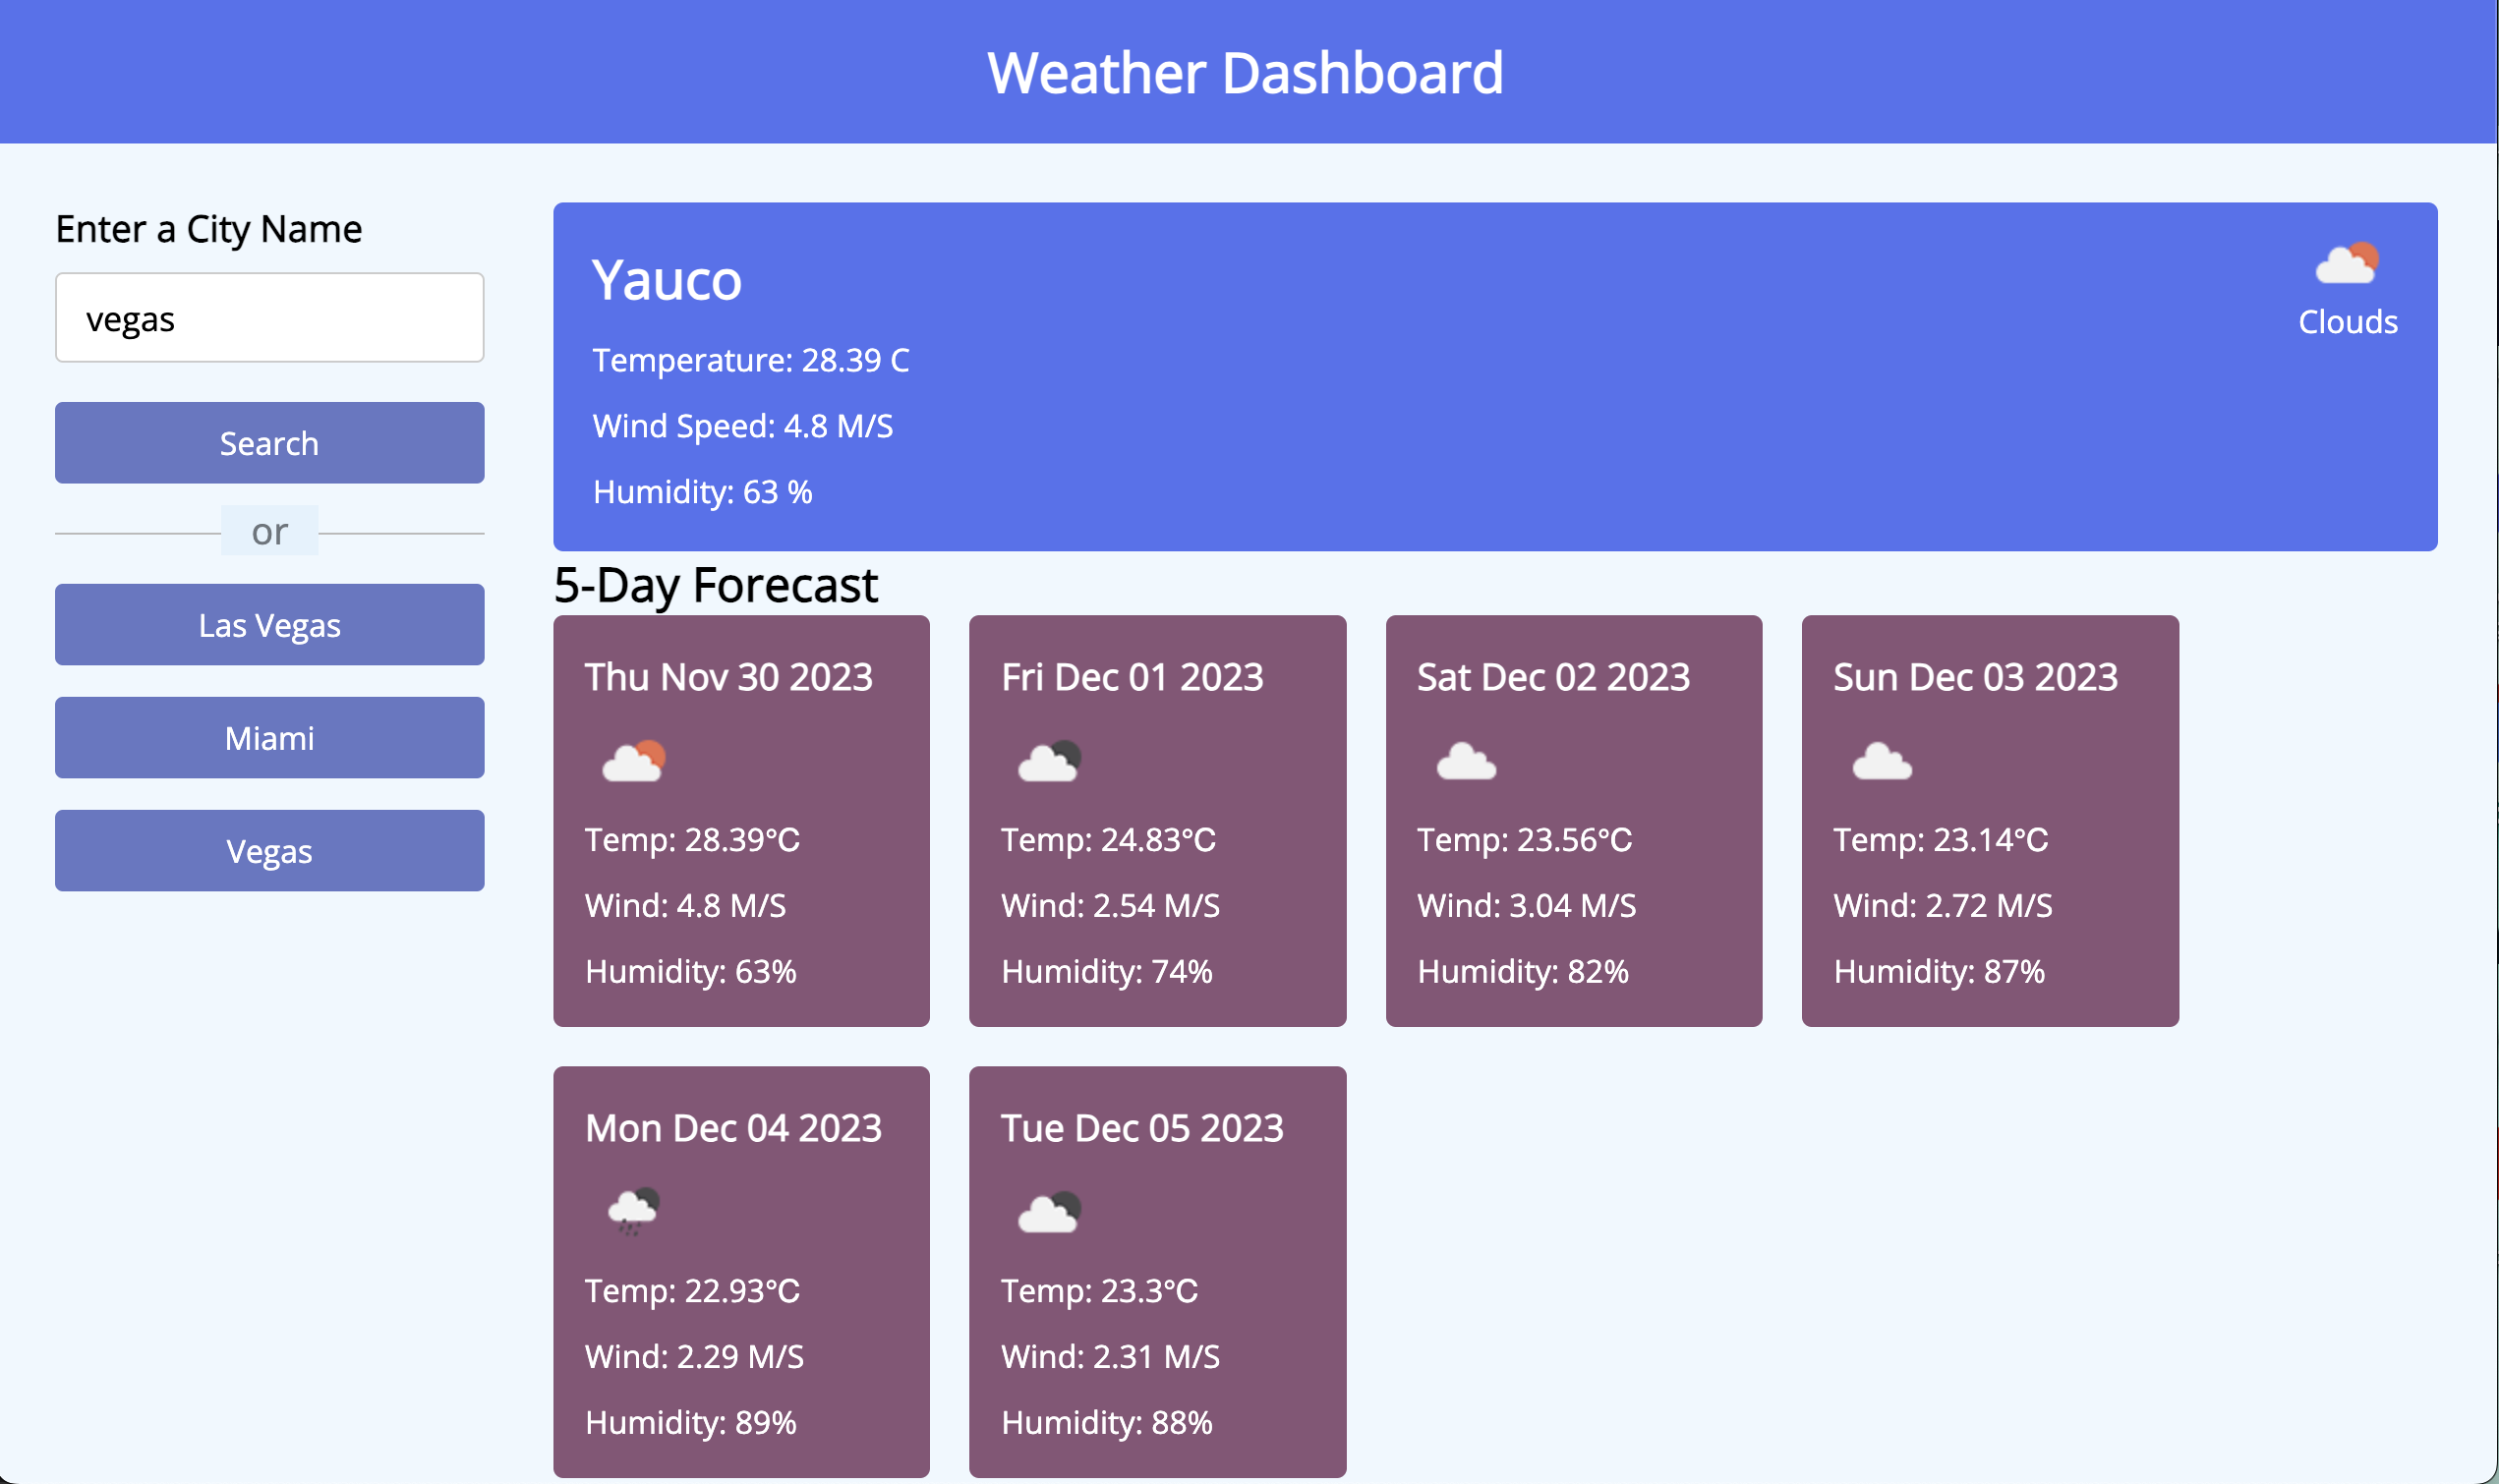 Weather Dashboard
Enter a City Name
vegas
Search
or
Las Vegas
Miami
Vegas
Yauco
Clouds
Temperature: 28.39 C
Wind Speed: 4.8 M/S
Humidity: 63 %
5-Day Forecast
Thu Nov 30 2023
Temp: 28.39°C
Wind: 4.8 M/S
Humidity: 63%
Fri Dec 01 2023
Temp: 24.83°C
Wind: 2.54 M/S
Humidity: 74%
Sat Dec 02 2023
Temp: 23.56°C
Wind: 3.04 M/S
Humidity: 82%
Sun Dec 03 2023
Temp: 23.14°C
Wind: 2.72 M/S
Humidity: 87%
Mon Dec 04 2023
Temp: 22.93°C
Wind: 2.29 M/S
Humidity: 89%
Tue Dec 05 2023
Temp: 23.3°C
Wind: 2.31 M/S
Humidity: 88%